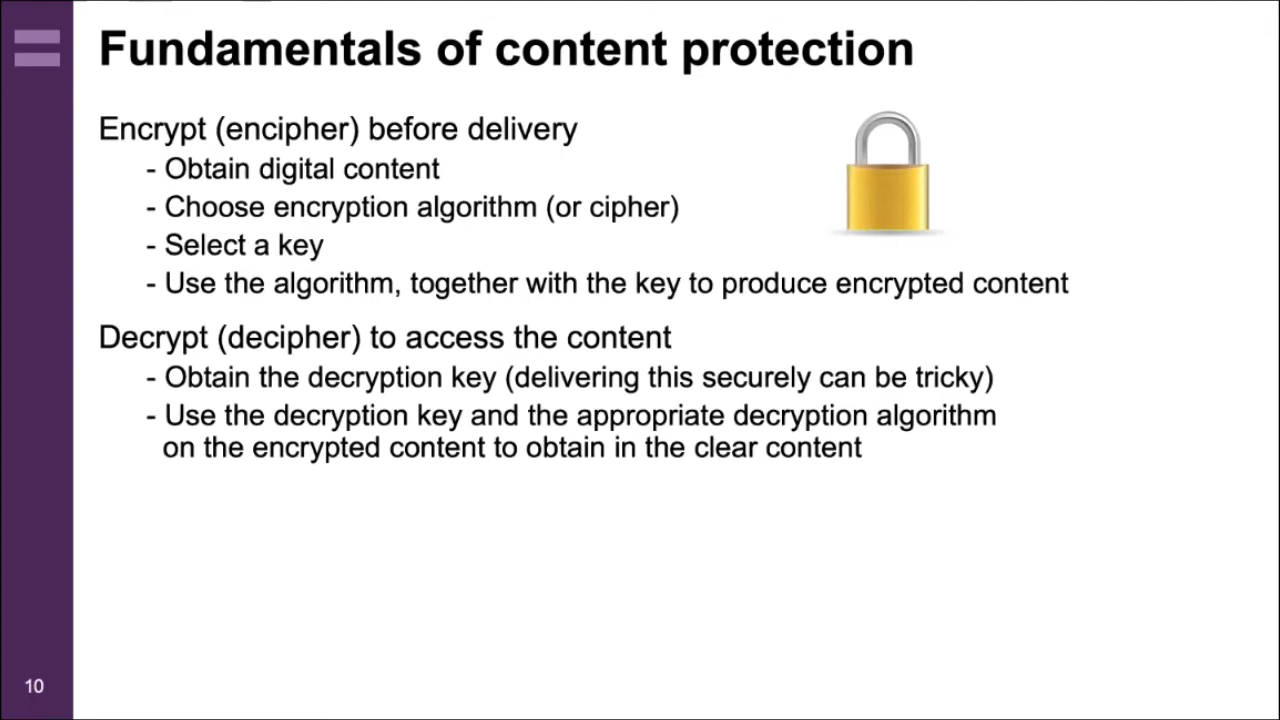 Fundamentals of content protection
Encrypt (encipher) before delivery
- Obtain digital content
- Choose encryption algorithm (or cipher)
- Select a key
- Use the algorithm, together with the key to produce encrypted content
Decrypt (decipher) to access the content
- Obtain the decryption key (delivering this securely can be tricky)
- Use the decryption key and the appropriate decryption algorithm
on the encrypted content to obtain in the clear content
10